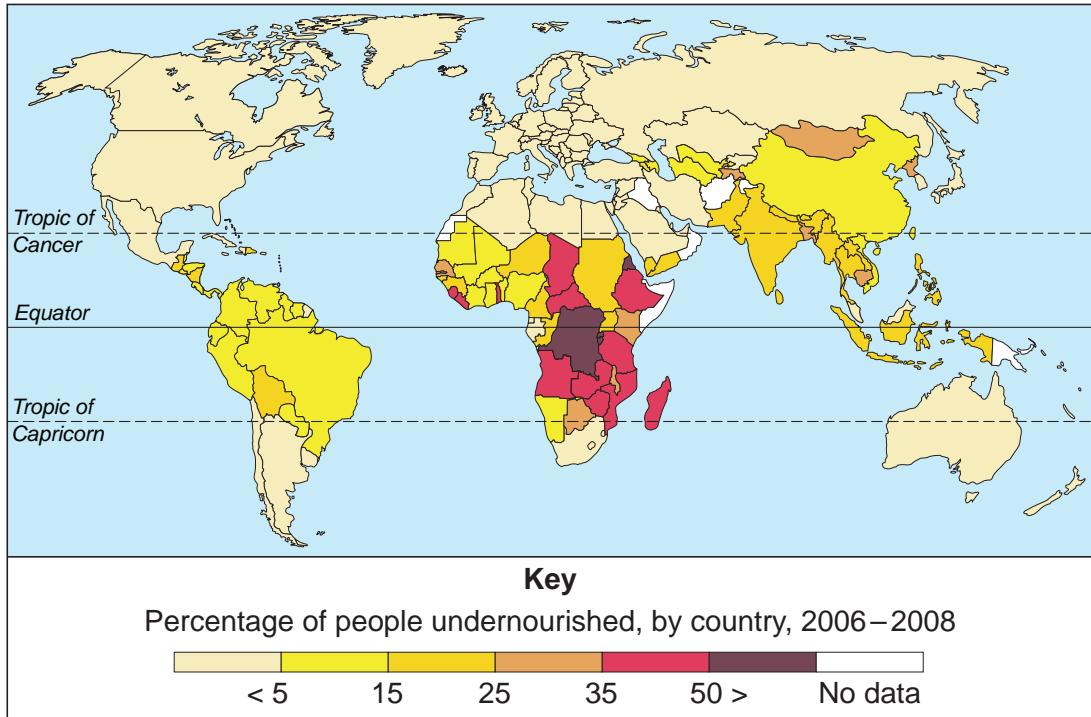 Tropic of
Cancer
Equator
Tropic of
Capricorn
Key
Percentage of people undernourished, by country, 2006–2008
< 5 15 25 35 50 > No data